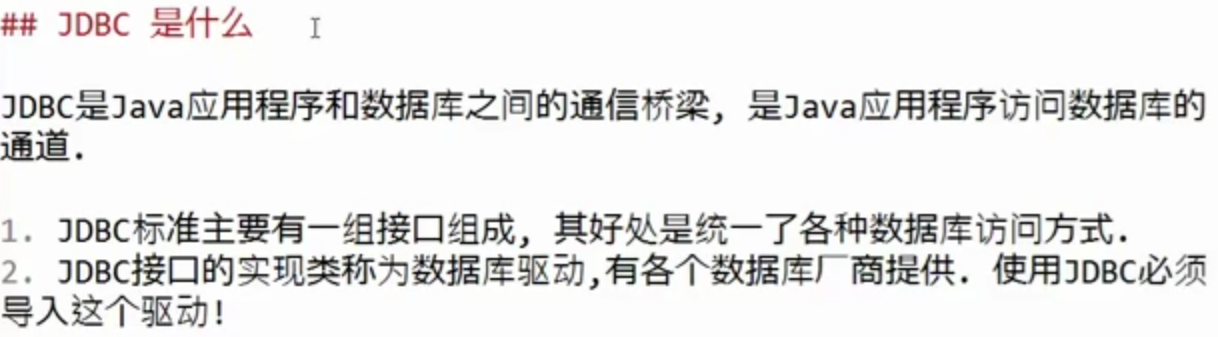 ## JDBC 是什么
JDBC是Java应用程序和数据库之间的通信桥梁, 是Java应用程序访问数据库的
通道.
1. JDBC标准主要有一组接口组成, 其好处是统一了各种数据库访问方式.
2. JDBC接口的实现类称为数据库驱动,有各个数据库厂商提供. 使用JDBC必须
导入这个驱动!